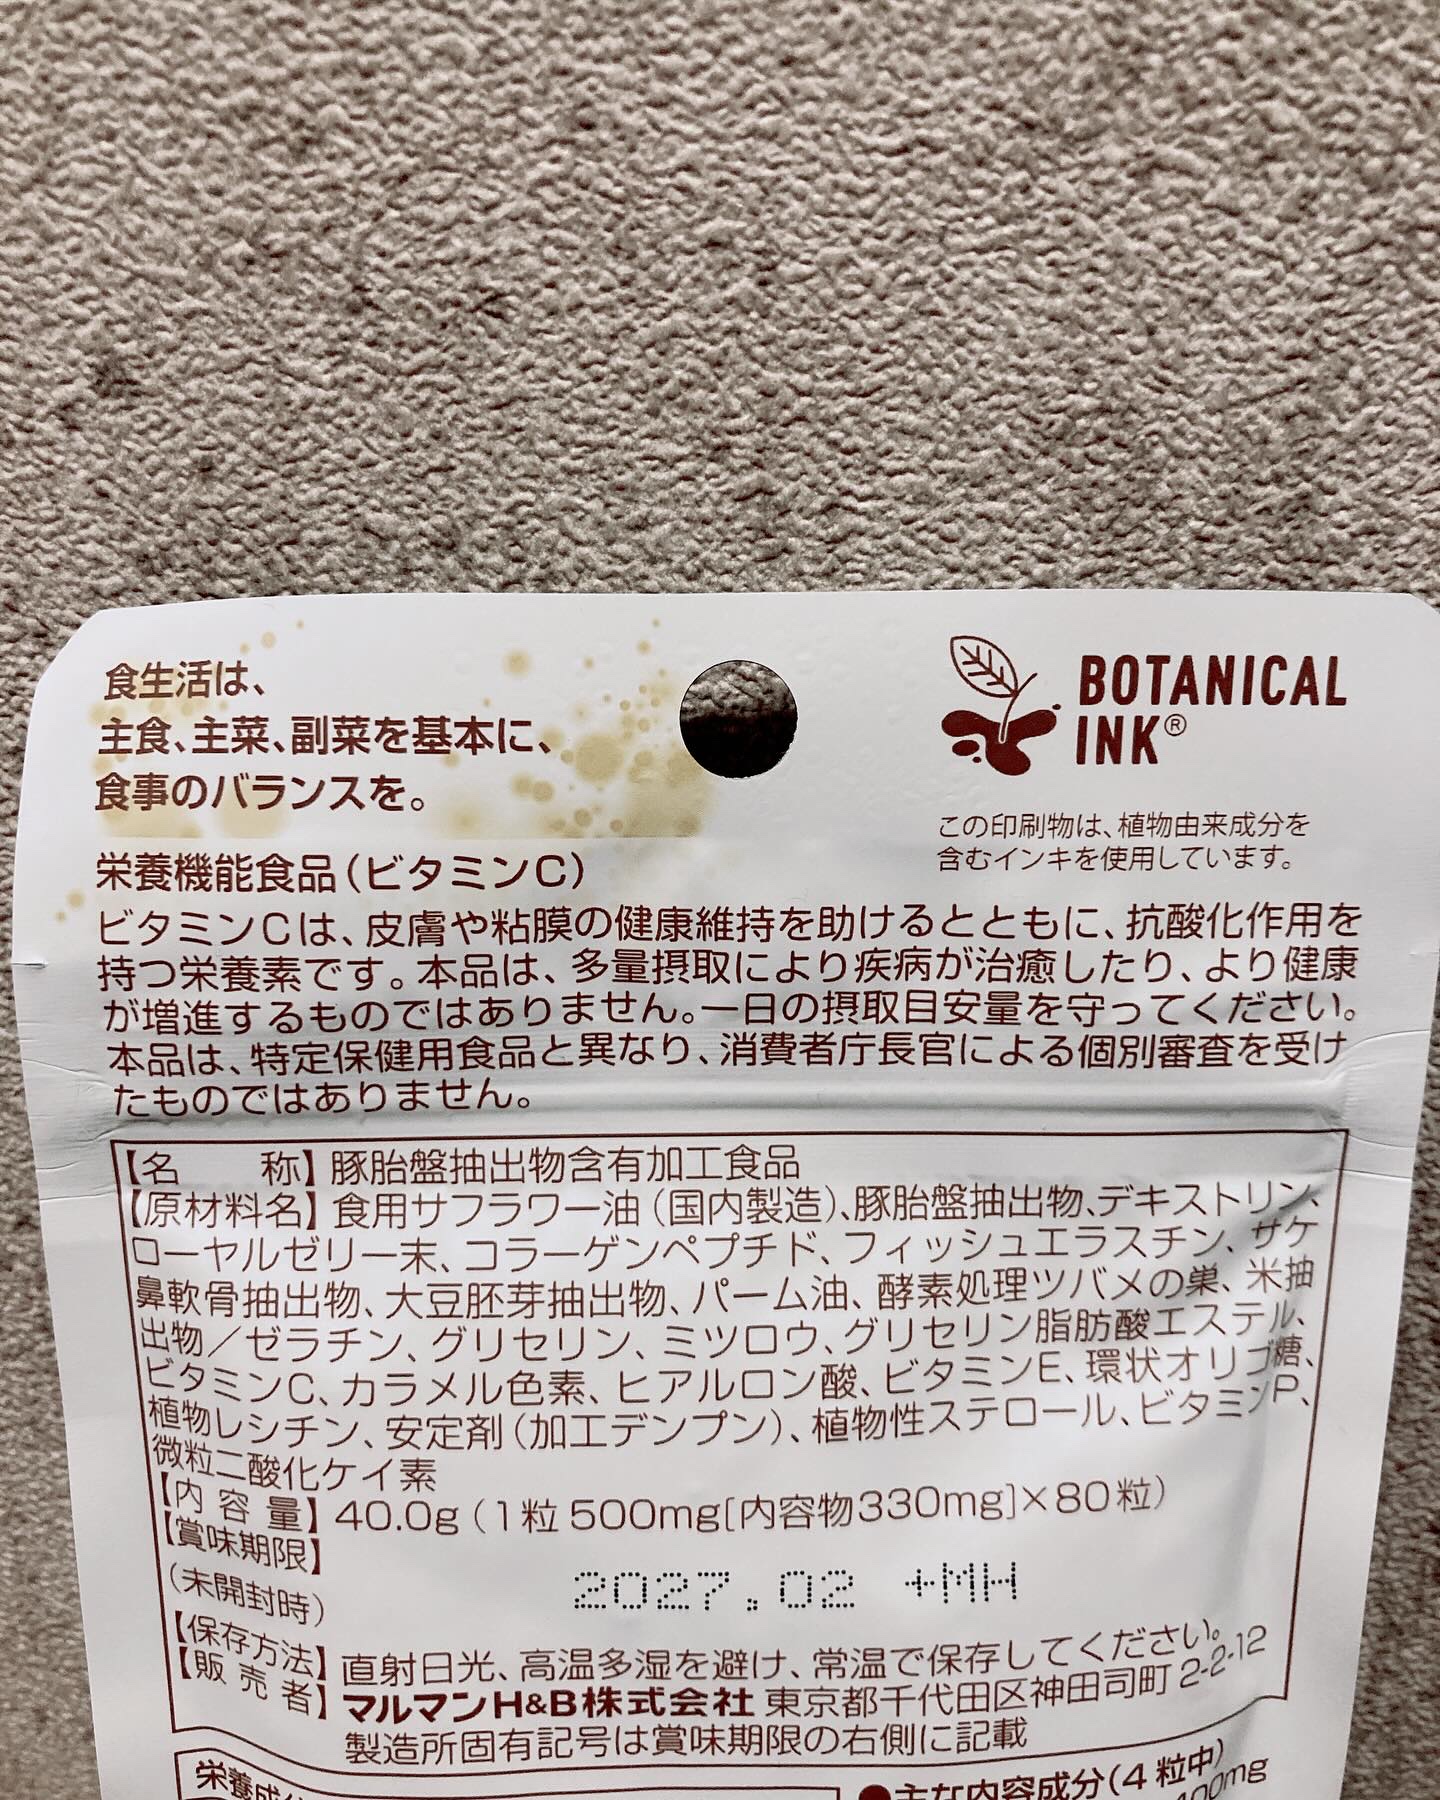 食生活は、
主食、主菜、副菜を基本に、
食事のバランスを。
BOTANICAL
INK®
この印刷物は、植物由来成分を
含むインキを使用しています。
栄養機能食品(ビタミンC)
ビタミンCは、皮膚や粘膜の健康維持を助けるとともに、抗酸化作用を
持つ栄養素です。本品は、多量摂取により疾病が治癒したり、より健康
が増進するものではありません。一日の摂取目安量を守ってください。
本品は、特定保健用食品と異なり、消費者庁長官による個別審査を受け
たものではありません。
【名 称】豚胎盤抽出物含有加工食品
【原材料名】食用サフラワー油(国内製造)、豚胎盤抽出物、デキストリン、
ローヤルゼリー末、コラーゲンペプチド、フィッシュエラスチン、サケ
鼻軟骨抽出物、大豆胚芽抽出物、パーム油、酵素処理ツバメの巣、米抽
出物/ゼラチン、グリセリン、ミツロウ、グリセリン脂肪酸エステル、
ビタミンC、カラメル色素、ヒアルロン酸、ビタミンE、環状オリゴ糖、
植物レシチン、安定剤(加工デンプン)、植物性ステロール、ビタミンP、
微粒二酸化ケイ素
【内 容 量】40.0g(1粒500mg[内容物330mg]×80粒)
【賞味期限】
(未開封時)
2027.02 +MH
【保存方法】直射日光、高温多湿を避け、常温で保存してください。
【販 売 者】マルマンH&B株式会社 東京都千代田区神田司町2-2-12
製造所固有記号は賞味期限の右側に記載
栄養成
●主な内容成分(4粒中)